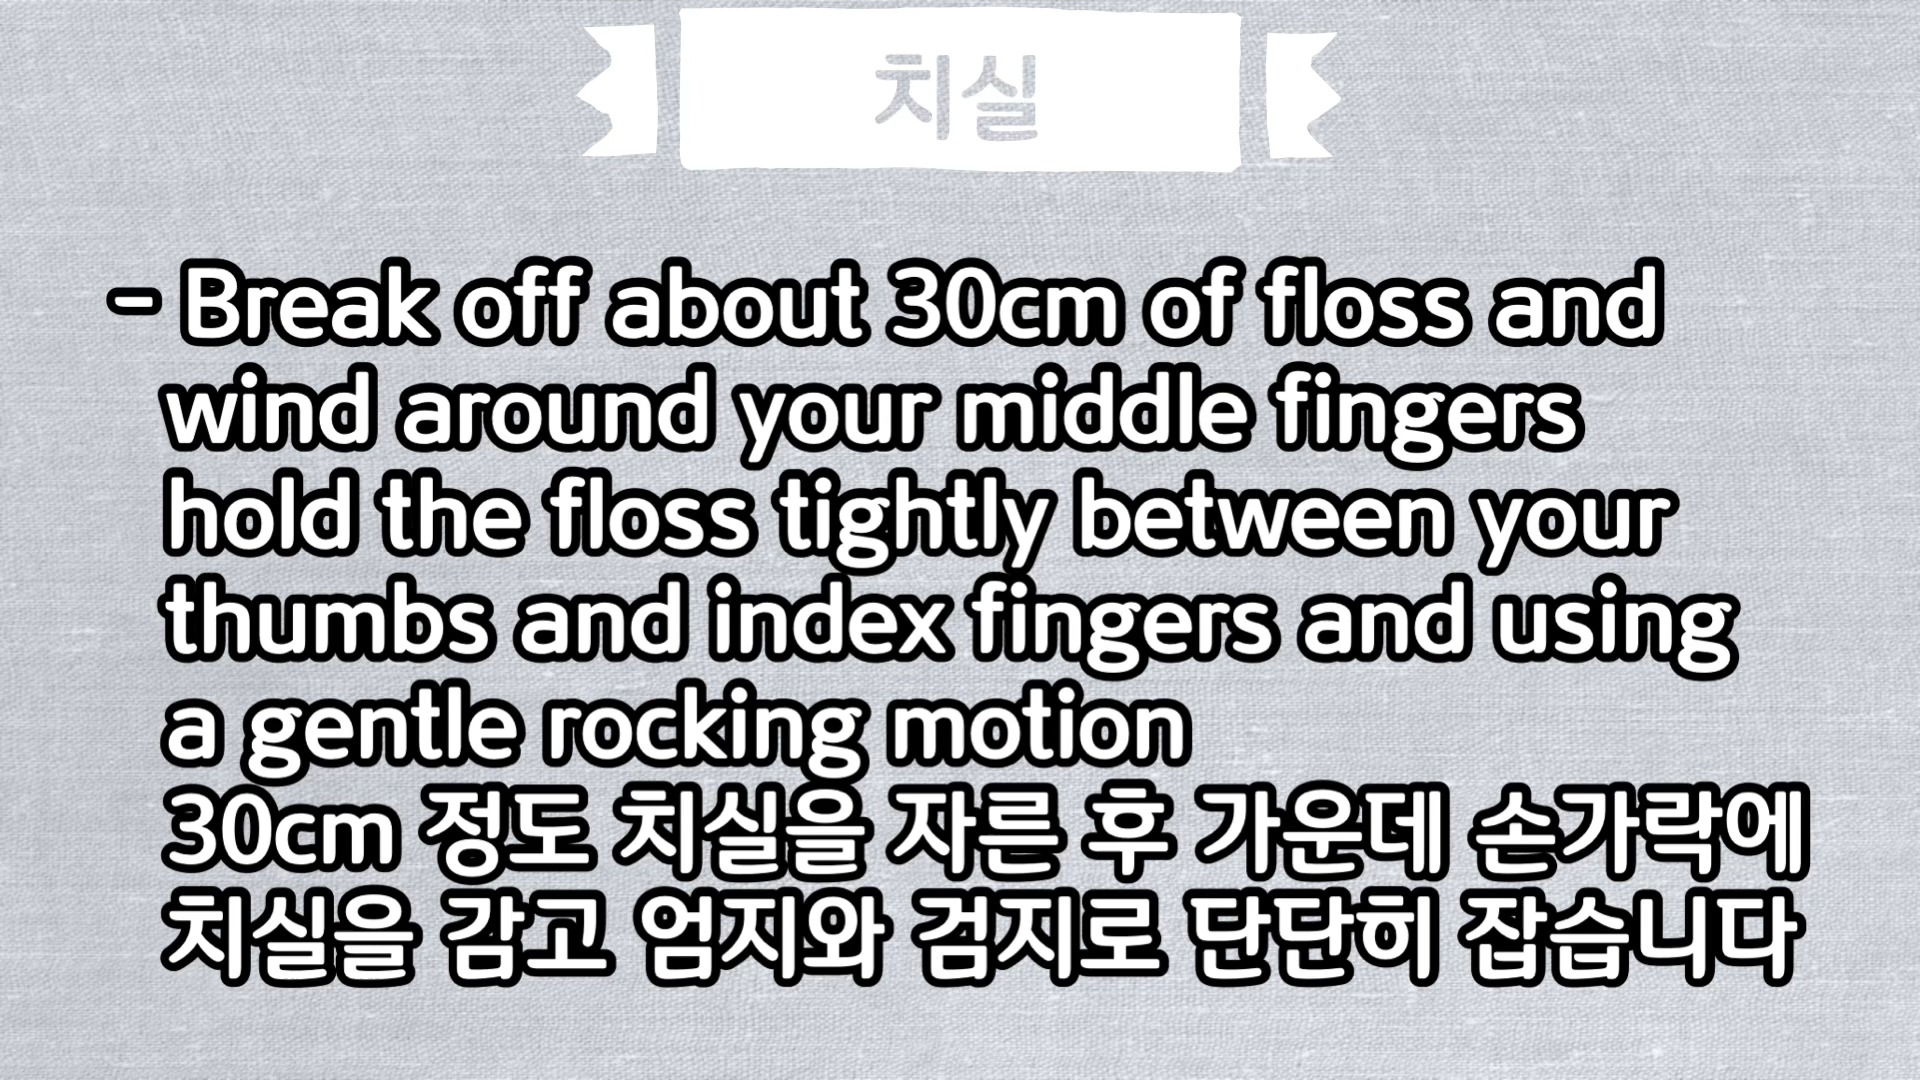 치실
- Break off about 30cm of floss and
wind around your middle fingers
hold the floss tightly between your
thumbs and index fingers and using
a gentle rocking motion
30cm 정도 치실을 자른 후 가운데 손가락에
치실을 감고 엄지와 검지로 단단히 잡습니다